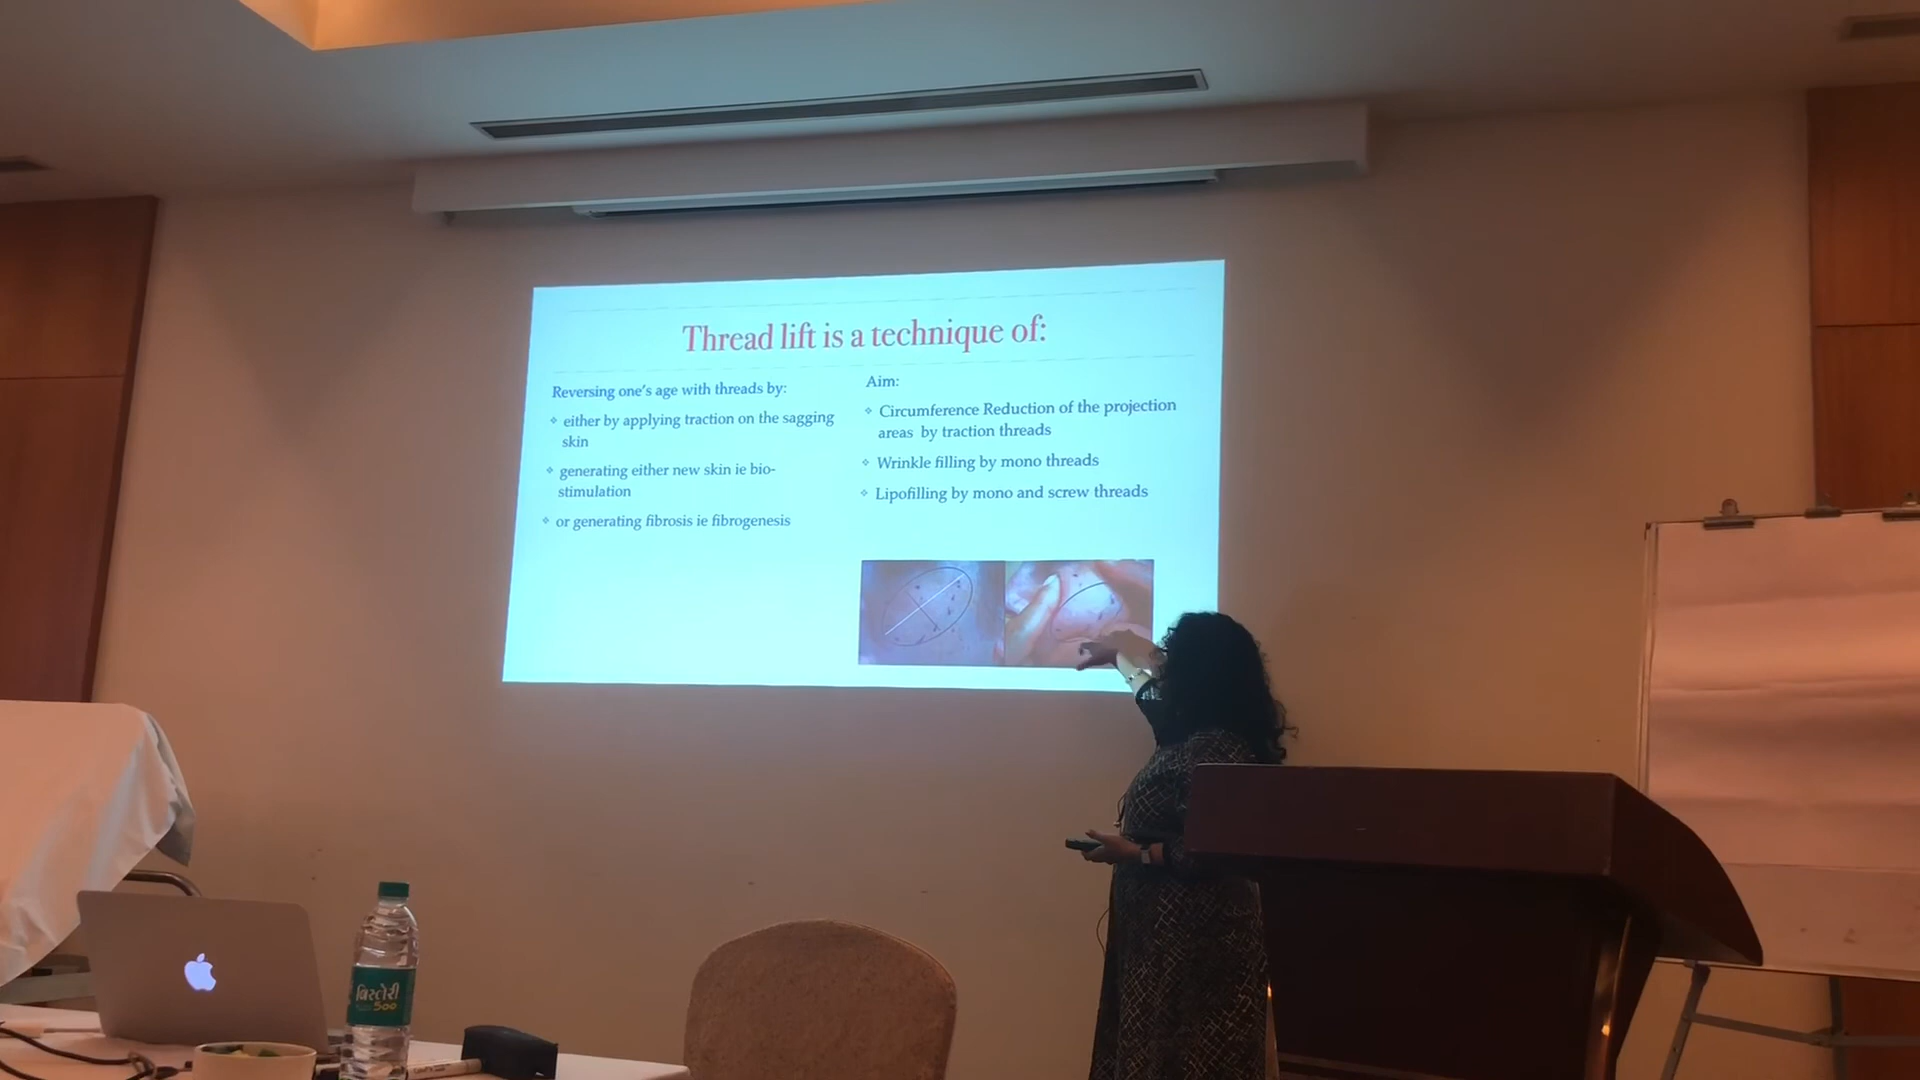 Thread lift is a technique of:
Reversing one's age with threads by:
either by applying traction on the sagging
skin
generating either new skin ie bio-
stimulation
or generating fibrosis ie fibrogenesis
Aim:
Circumference Reduction of the projection
areas by traction threads
Wrinkle filling by mono threads
Lipofilling by mono and screw threads
બિસ્લેરી
500